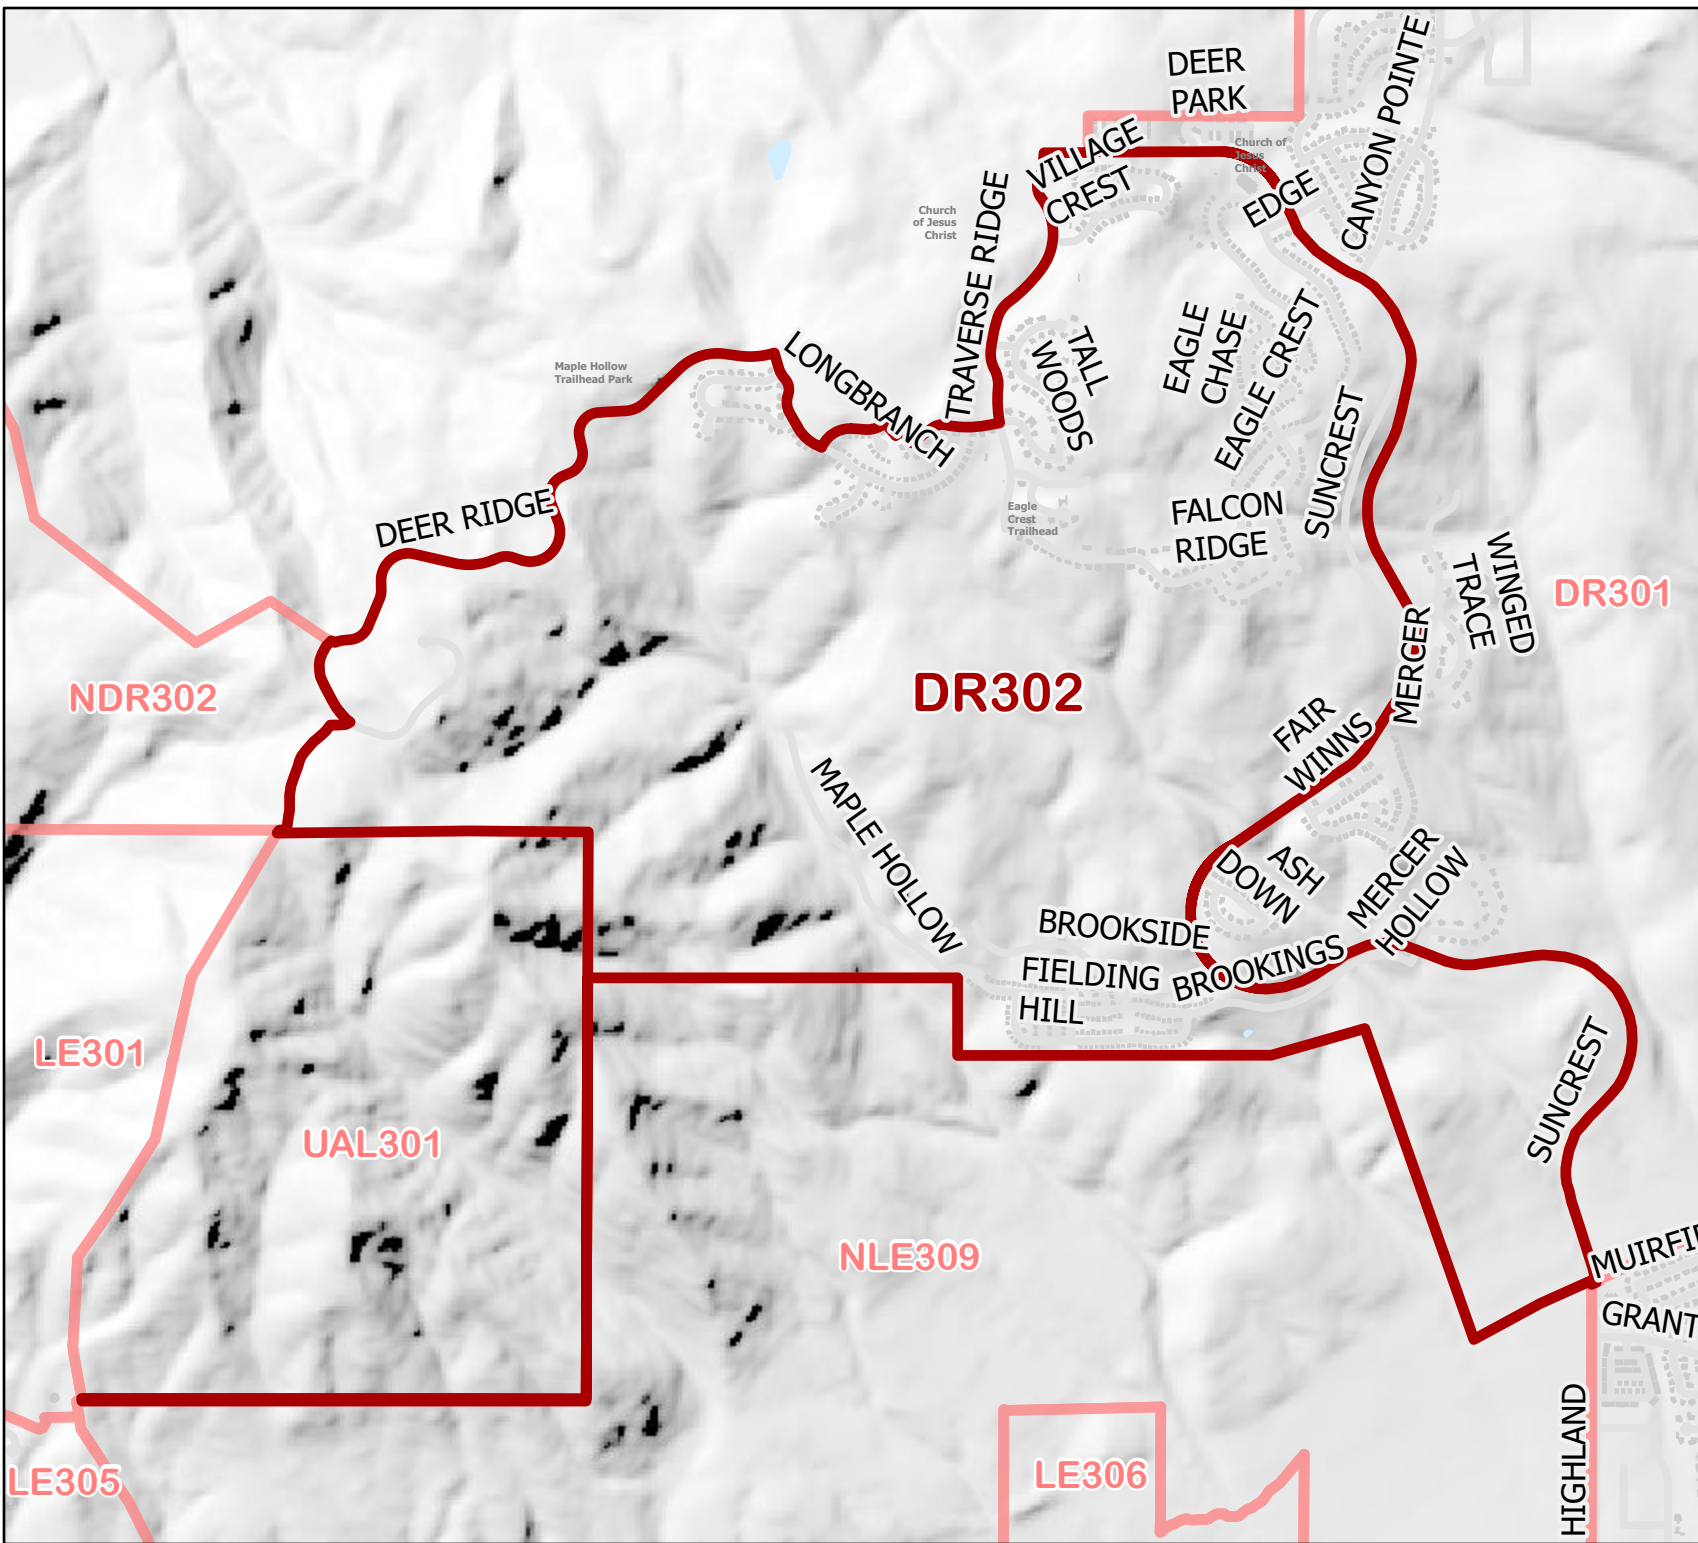 DEER
PARK
CANYON POINTE
VILLAGE
CREST
Church of
Jesus
Christ
EDGE
Church
of Jesus
Christ
TRAVERSE RIDGE
LONGBRANCH
Maple Hollow
Trailhead Park
TALL
WOODS
EAGLE
CHASE
EAGLE CREST
SUNCREST
DEER RIDGE
Eagle
Crest
Trailhead
FALCON
RIDGE
WINGED
TRACE
DR301
MERCER
NDR302
DR302
FAIR
WINNS
MAPLE HOLLOW
ASH
DOWN
MERCER
HOLLOW
BROOKSIDE
BROOKINGS
FIELDING
HILL
LE301
UAL301
SUNCREST
NLE309
MUIRFI
GRANT
HIGHLAND
LE305
LE306